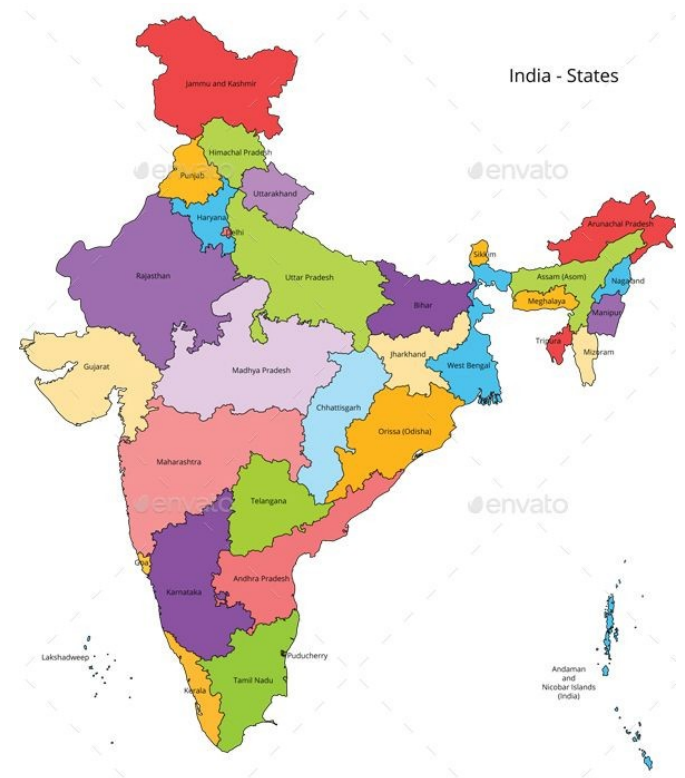 India - States
Jammu and Kashmir
Himachal Pradesh
Punjab
Uttarakhand
Haryana
Delhi
Rajasthan
Uttar Pradesh
Bihar
Sikkim
Arunachal Pradesh
Assam (Asom)
Nagaland
Meghalaya
Manipur
Tripura
Mizoram
Gujarat
Madhya Pradesh
Jharkhand
West Bengal
Chhattisgarh
Orissa (Odisha)
Maharashtra
Telangana
Goa
Andhra Pradesh
Karnataka
Lakshadweep
Puducherry
Kerala
Tamil Nadu
Andaman
and
Nicobar Islands
(India)
envato
envato
envato
envato